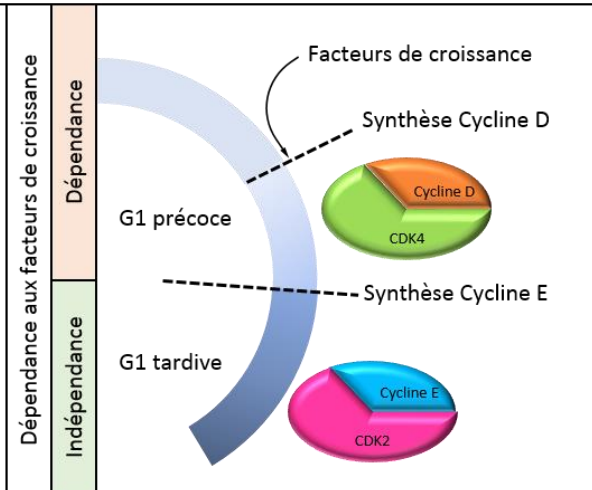 Dépendance aux facteurs de croissance
Dépendance
Indépendance
Facteurs de croissance
Synthèse Cycline D
Cycline D
CDK4
G1 précoce
Synthèse Cycline E
G1 tardive
Cycline E
CDK2